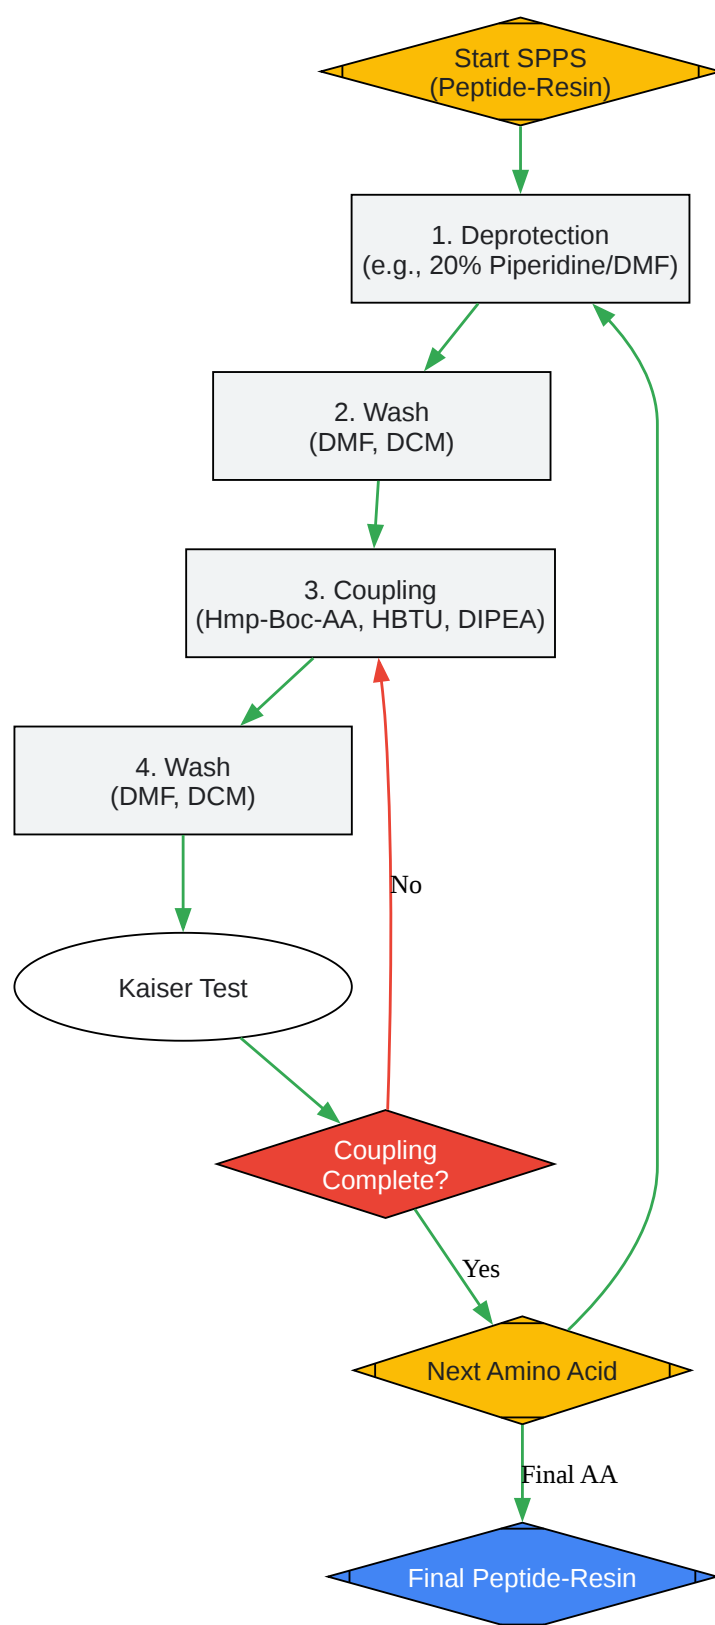 Start SPPS
(Peptide-Resin)
1. Deprotection
(e.g., 20% Piperidine/DMF)
2. Wash
(DMF, DCM)
3. Coupling
(Hmp-Boc-AA, HBTU, DIPEA)
4. Wash
(DMF, DCM)
No
Kaiser Test
Coupling
Complete?
Yes
Next Amino Acid
Final AA
Final Peptide-Resin